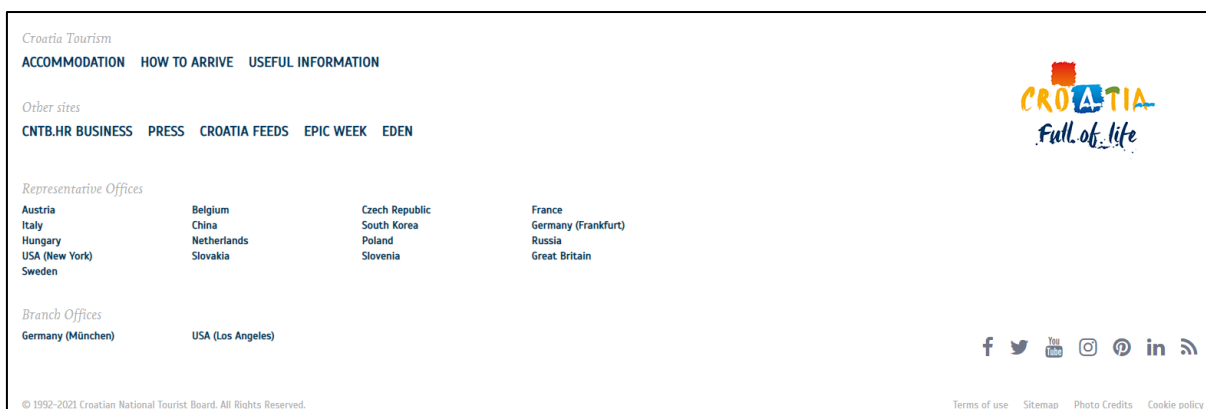 Croatia Tourism
ACCOMMODATION HOW TO ARRIVE USEFUL INFORMATION
Other sites
CNTB.HR BUSINESS PRESS CROATIA FEEDS EPIC WEEK EDEN
CROATIA
Full of life
Representative Offices
Austria Belgium Czech Republic France
Italy China South Korea Germany (Frankfurt)
Hungary Netherlands Poland Russia
USA (New York) Slovakia Slovenia Great Britain
Sweden
Branch Offices
Germany (München) USA (Los Angeles)
You Tube
in
© 1992-2021 Croatian National Tourist Board. All Rights Reserved.
Terms of use Sitemap Photo Credits Cookie policy